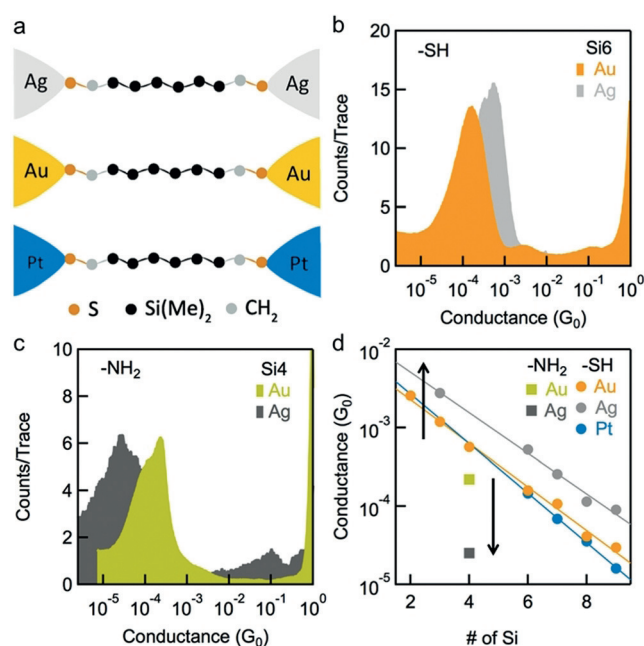 a
Ag Ag
Au Au
Pt Pt
S Si(Me)₂ CH₂
b
-SH Si6
Au
Ag
Counts/Trace
20
15
10
5
0
10⁻⁵ 10⁻⁴ 10⁻³ 10⁻² 10⁻¹ 10⁰
Conductance (G₀)
c
-NH₂ Si4
Au
Ag
Counts/Trace
10
8
6
4
2
0
10⁻⁵ 10⁻⁴ 10⁻³ 10⁻² 10⁻¹ 10⁰
Conductance (G₀)
d
-NH₂ -SH
Au Au
Ag Ag
Pt
Conductance (G₀)
10⁻²
10⁻³
10⁻⁴
10⁻⁵
2 4 6 8
# of Si